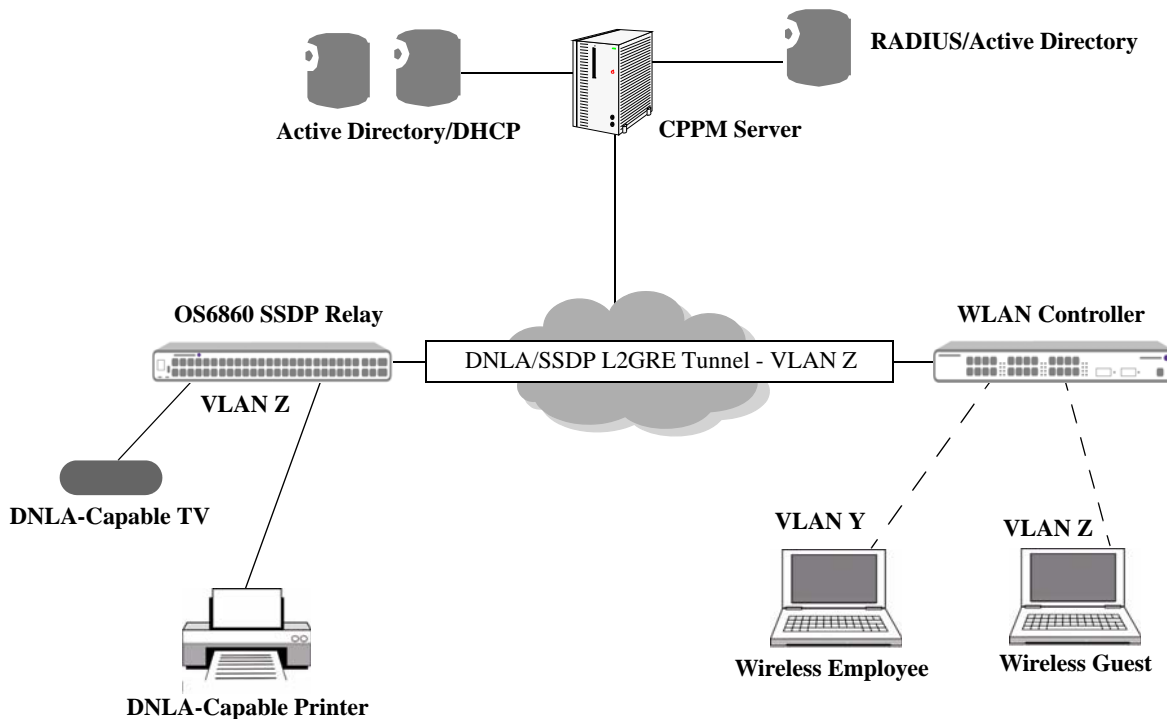 RADIUS/Active Directory
Active Directory/DHCP
CPPM Server
OS6860 SSDP Relay
WLAN Controller
DNLA/SSDP L2GRE Tunnel - VLAN Z
VLAN Z
DNLA-Capable TV
VLAN Y
VLAN Z
Wireless Employee
Wireless Guest
DNLA-Capable Printer